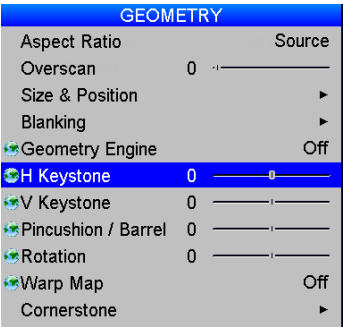 GEOMETRY
Aspect Ratio Source
Overscan 0
Size & Position
Blanking
Geometry Engine Off
H Keystone 0
V Keystone 0
Pincushion / Barrel 0
Rotation 0
Warp Map Off
Cornerstone